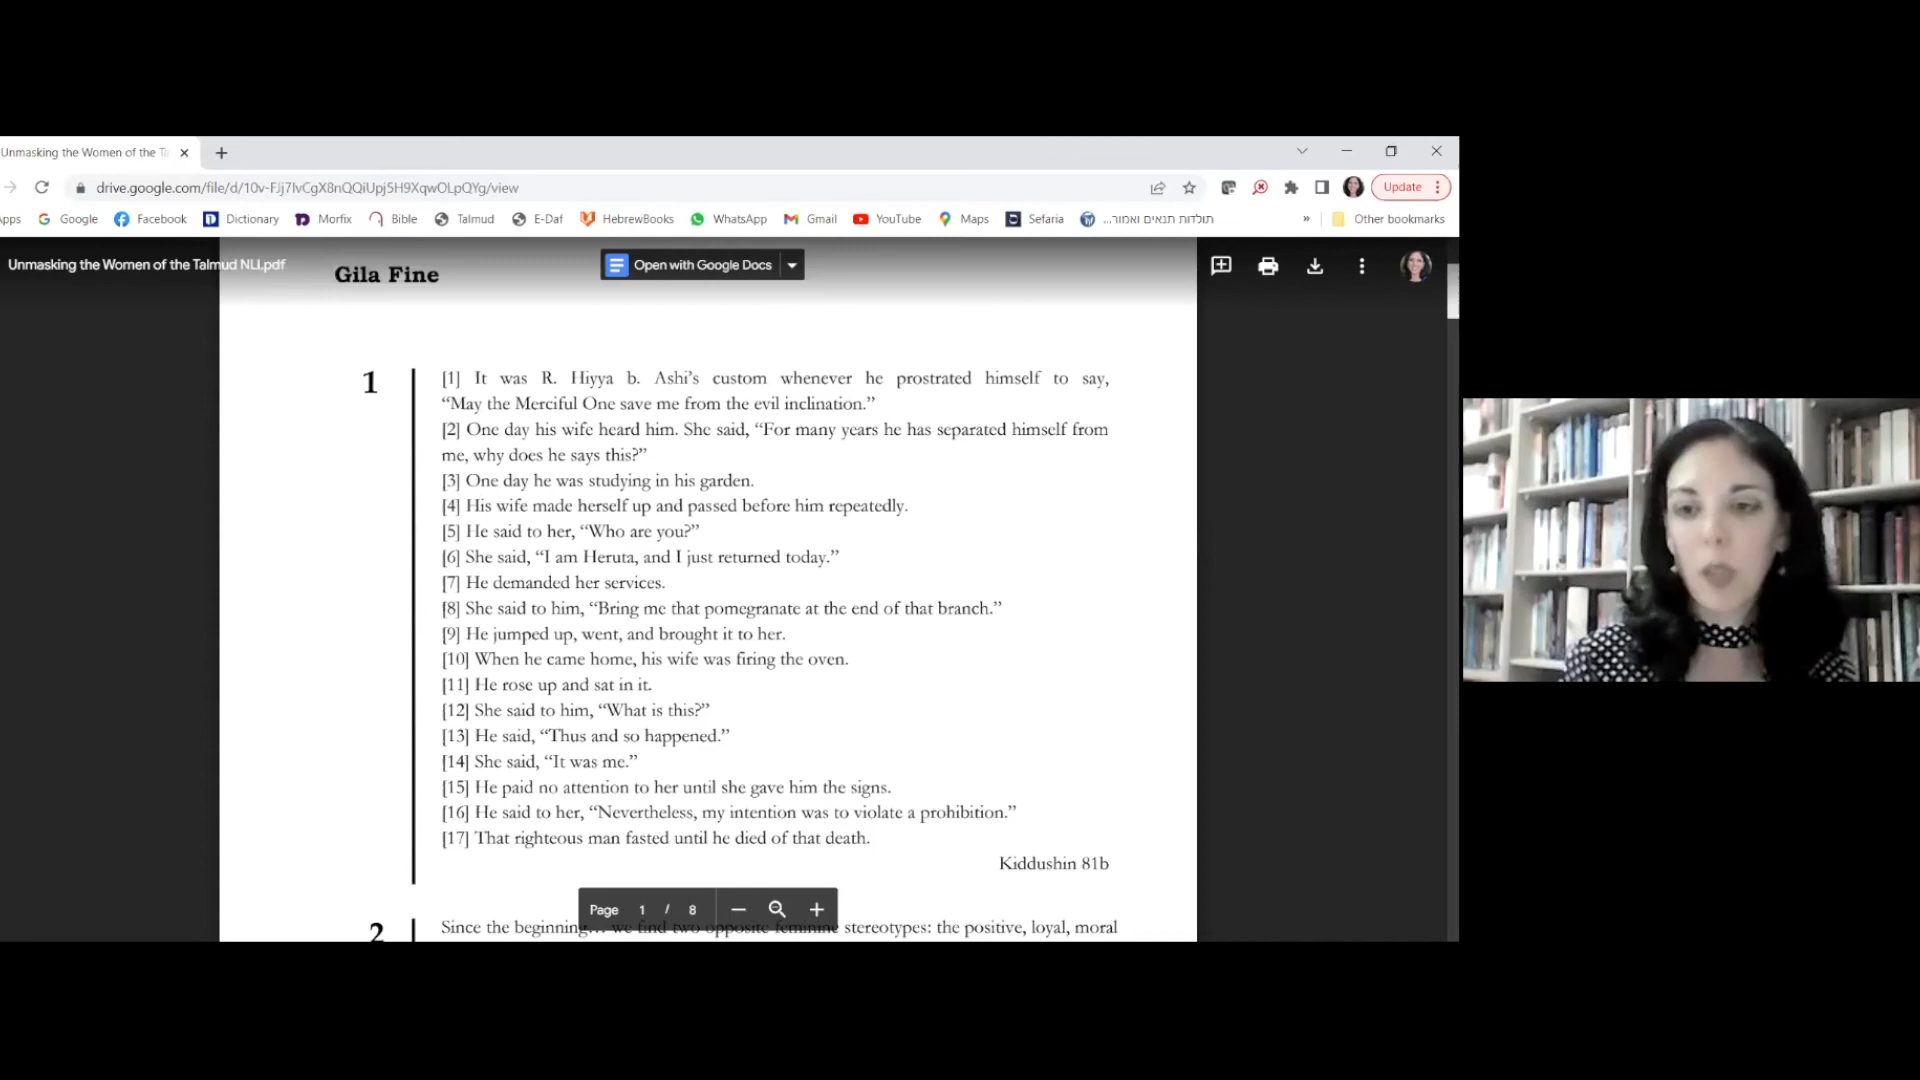 Unmasking the Women of the Ta
drive.google.com/file/d/10v-FJj7IvCgX8nQQiUpj5H9XqwOLpQYg/view
Update
pps
Google
Facebook
Dictionary
Morfix
Bible
Talmud
E-Daf
HebrewBooks
WhatsApp
Gmail
YouTube
Maps
Sefaria
תולדות תנאים ואמור...
»
Other bookmarks
Unmasking the Women of the Talmud NLI.pdf
Gila Fine
Open with Google Docs
1
[1] It was R. Hiyya b. Ashi’s custom whenever he prostrated himself to say,
“May the Merciful One save me from the evil inclination.”
[2] One day his wife heard him. She said, “For many years he has separated himself from
me, why does he says this?”
[3] One day he was studying in his garden.
[4] His wife made herself up and passed before him repeatedly.
[5] He said to her, “Who are you?”
[6] She said, “I am Heruta, and I just returned today.”
[7] He demanded her services.
[8] She said to him, “Bring me that pomegranate at the end of that branch.”
[9] He jumped up, went, and brought it to her.
[10] When he came home, his wife was firing the oven.
[11] He rose up and sat in it.
[12] She said to him, “What is this?”
[13] He said, “Thus and so happened.”
[14] She said, “It was me.”
[15] He paid no attention to her until she gave him the signs.
[16] He said to her, “Nevertheless, my intention was to violate a prohibition.”
[17] That righteous man fasted until he died of that death.
Kiddushin 81b
Page 1 / 8
2
Since the beginning... we find two opposite feminine stereotypes: the positive, loyal, moral